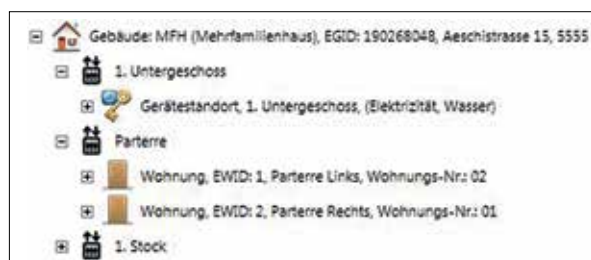 Gebäude: MFH (Mehrfamilienhaus), EGID: 190268048, Aeschistrasse 15, 5555
1. Untergeschoss
Gerätestandort, 1. Untergeschoss, (Elektrizität, Wasser)
Parterre
Wohnung, EWID: 1, Parterre Links, Wohnungs-Nr.: 02
Wohnung, EWID: 2, Parterre Rechts, Wohnungs-Nr.: 01
1. Stock